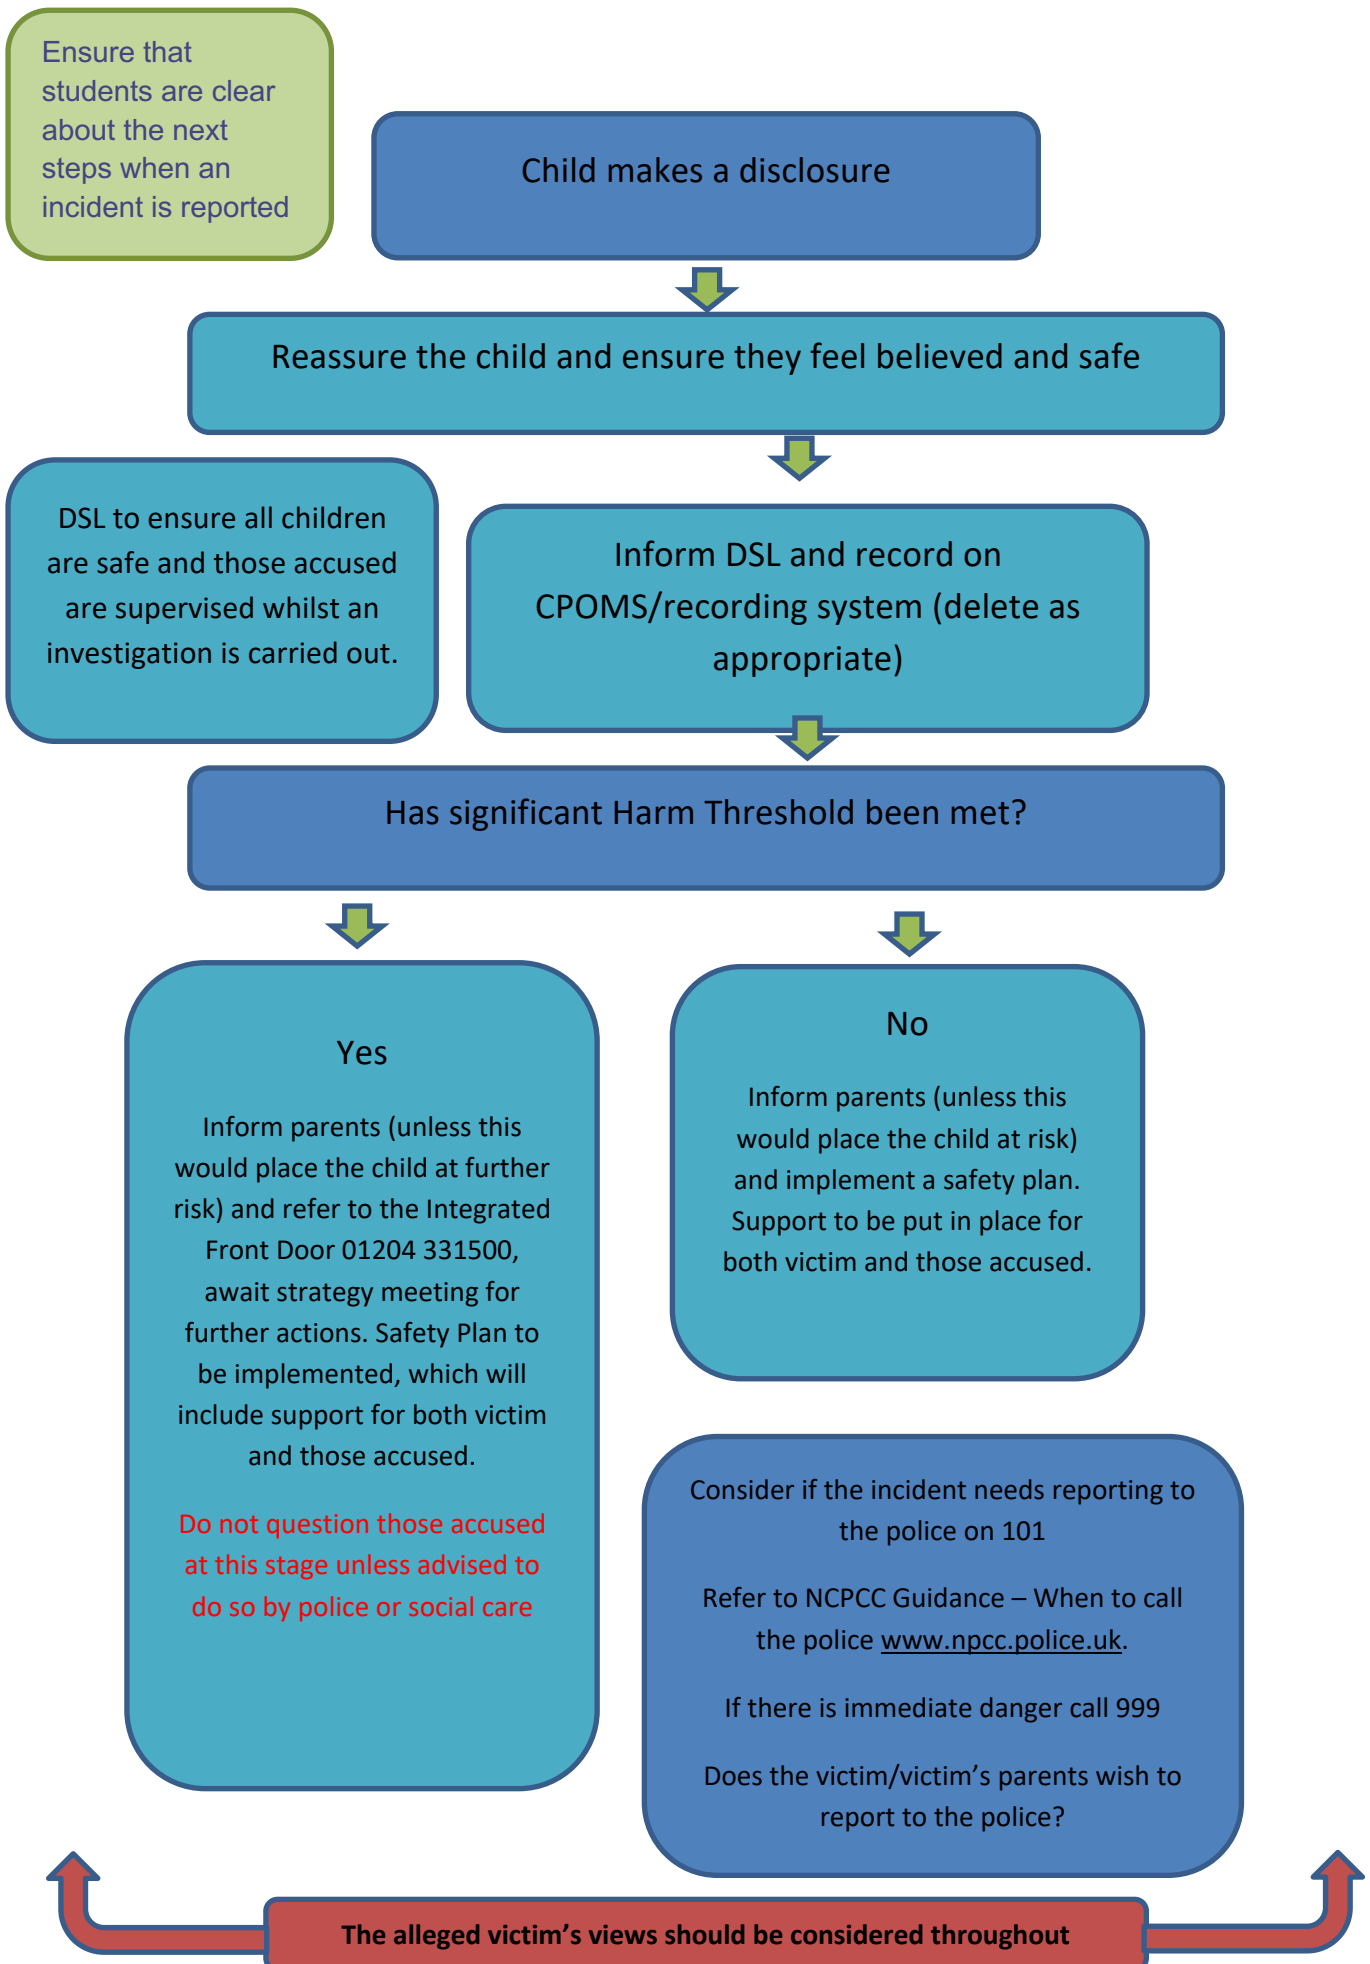 Ensure that
students are clear
about the next
steps when an
incident is reported
Child makes a disclosure
Reassure the child and ensure they feel believed and safe
DSL to ensure all children
are safe and those accused
are supervised whilst an
investigation is carried out.
Inform DSL and record on
CPOMS/recording system (delete as
appropriate)
Has significant Harm Threshold been met?
Yes
Inform parents (unless this
would place the child at further
risk) and refer to the Integrated
Front Door 01204 331500,
await strategy meeting for
further actions. Safety Plan to
be implemented, which will
include support for both victim
and those accused.
Do not question those accused
at this stage unless advised to
do so by police or social care
No
Inform parents (unless this
would place the child at risk)
and implement a safety plan.
Support to be put in place for
both victim and those accused.
Consider if the incident needs reporting to
the police on 101
Refer to NCPCC Guidance – When to call
the police www.npcc.police.uk.
If there is immediate danger call 999
Does the victim/victim’s parents wish to
report to the police?
The alleged victim’s views should be considered throughout